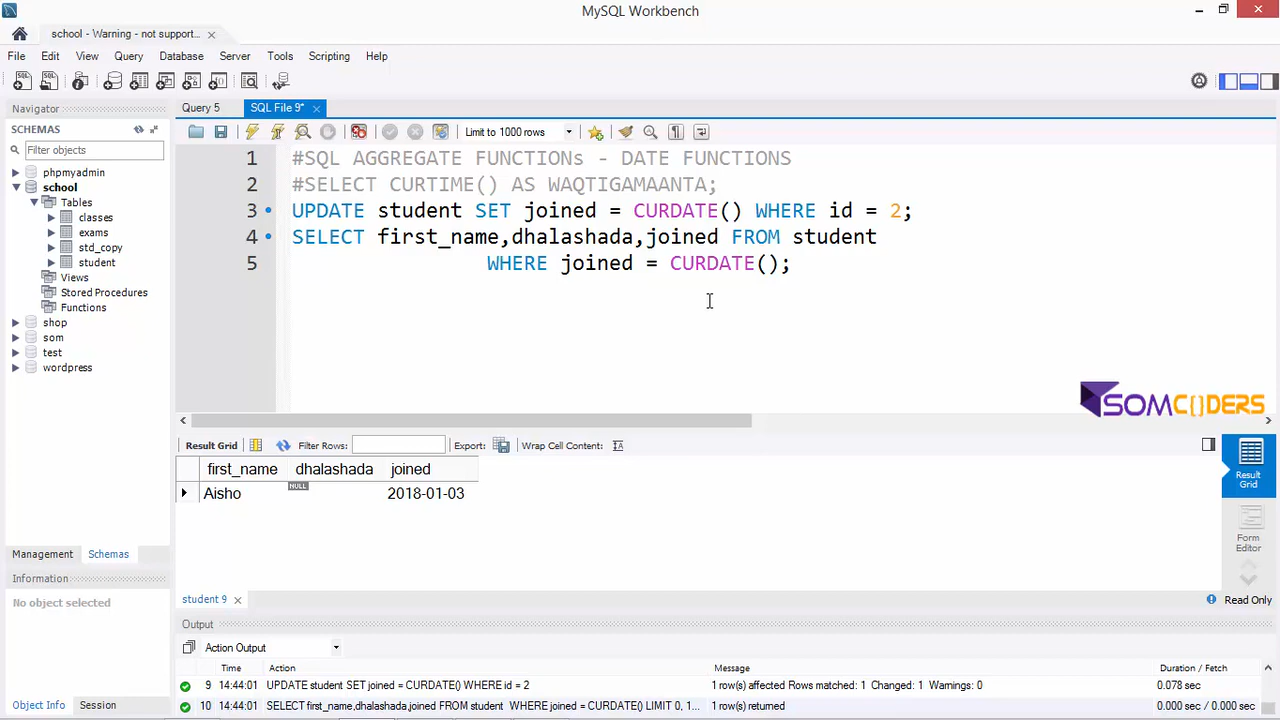 MySQL Workbench
school - Warning - not support...
File Edit View Query Database Server Tools Scripting Help
Navigator
Query 5
SQL File 9*
SCHEMAS
Filter objects
Limit to 1000 rows
phpmyadmin
school
Tables
classes
exams
std_copy
student
Views
Stored Procedures
Functions
shop
som
test
wordpress
1 #SQL AGGREGATE FUNCTIONs - DATE FUNCTIONS
2 #SELECT CURTIME() AS WAQTIGAMAANTA;
3 UPDATE student SET joined = CURDATE() WHERE id = 2;
4 SELECT first_name,dhalashada,joined FROM student
5 WHERE joined = CURDATE();
SOMC{}DERS
Result Grid Filter Rows: Export: Wrap Cell Content:
first_name dhalashada joined
Aisho NULL 2018-01-03
Result Grid
Form Editor
Management Schemas
Information
No object selected
student 9
Read Only
Output
Action Output
Time Action Message Duration / Fetch
9 14:44:01 UPDATE student SET joined = CURDATE() WHERE id = 2 1 row(s) affected Rows matched: 1 Changed: 1 Warnings: 0 0.078 sec
10 14:44:01 SELECT first_name,dhalashada,joined FROM student WHERE joined = CURDATE() LIMIT 0, 1... 1 row(s) returned 0.000 sec / 0.000 sec
Object Info Session